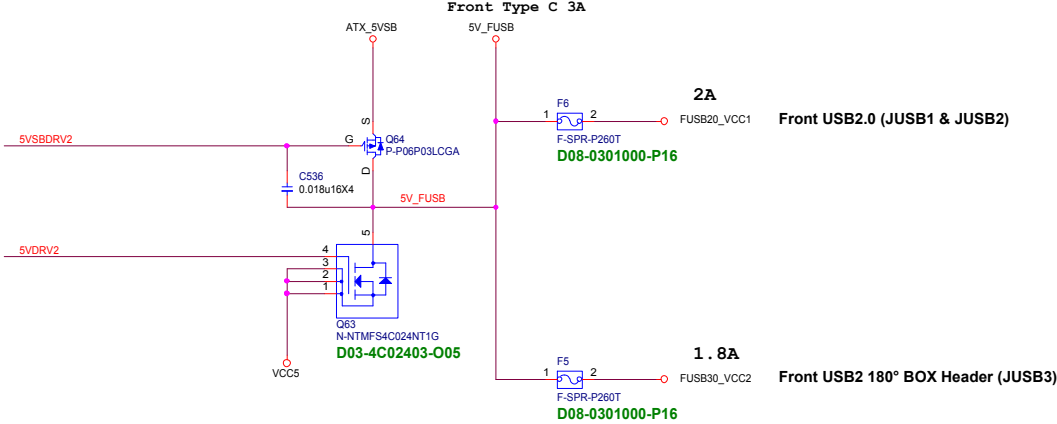 Front Type C 3A
ATX_5VSB
5V_FUSB
5VSBDRV2
G
S
D
Q64
P-P06P03LCGA
C536
0.018u16X4
5V_FUSB
F6
1
2
F-SPR-P260T
D08-0301000-P16
2A
FUSB20_VCC1
Front USB2.0 (JUSB1 & JUSB2)
5VDRV2
5
4
3
2
1
Q63
N-NTMFS4C024NT1G
D03-4C02403-O05
VCC5
F5
1
2
F-SPR-P260T
D08-0301000-P16
1.8A
FUSB30_VCC2
Front USB2 180° BOX Header (JUSB3)